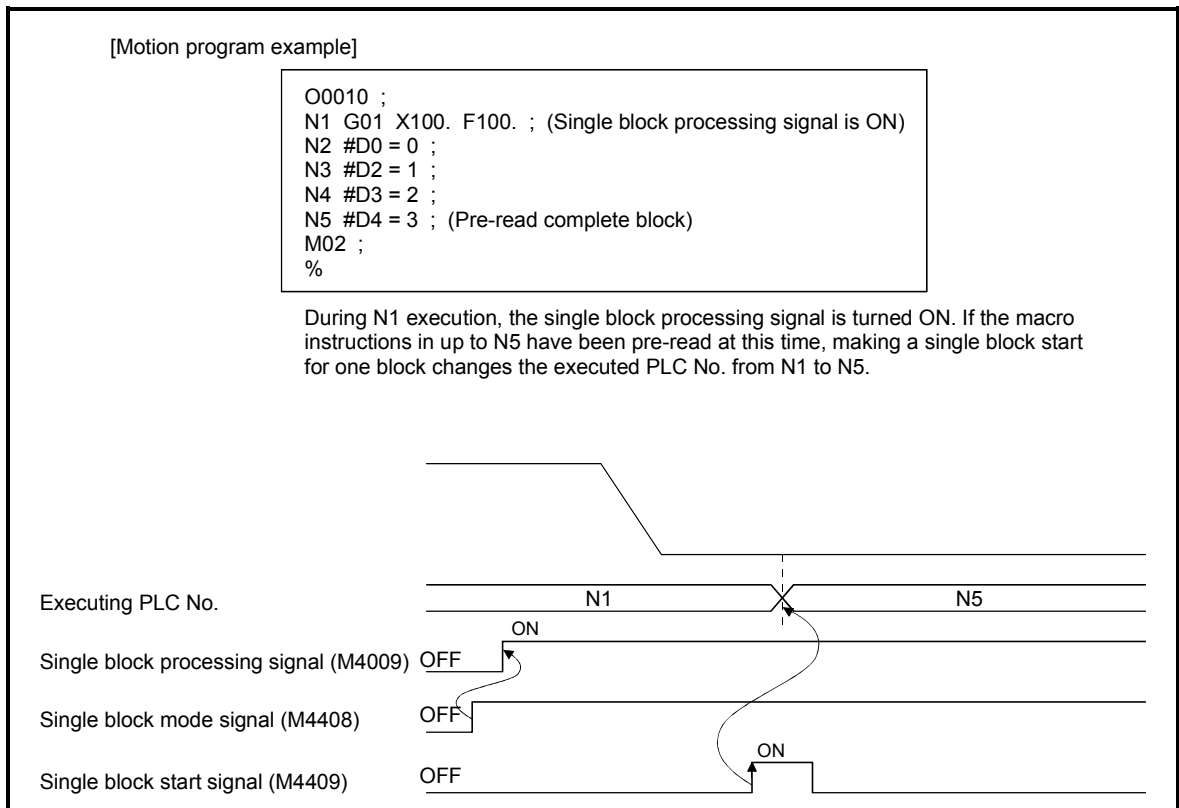 [Motion program example]
O0010 ;
N1 G01 X100. F100. ; (Single block processing signal is ON)
N2 #D0 = 0 ;
N3 #D2 = 1 ;
N4 #D3 = 2 ;
N5 #D4 = 3 ; (Pre-read complete block)
M02 ;
%
During N1 execution, the single block processing signal is turned ON. If the macro
instructions in up to N5 have been pre-read at this time, making a single block start
for one block changes the executed PLC No. from N1 to N5.
Executing PLC No. N1 N5
ON
Single block processing signal (M4009) OFF
Single block mode signal (M4408) OFF
ON
Single block start signal (M4409) OFF